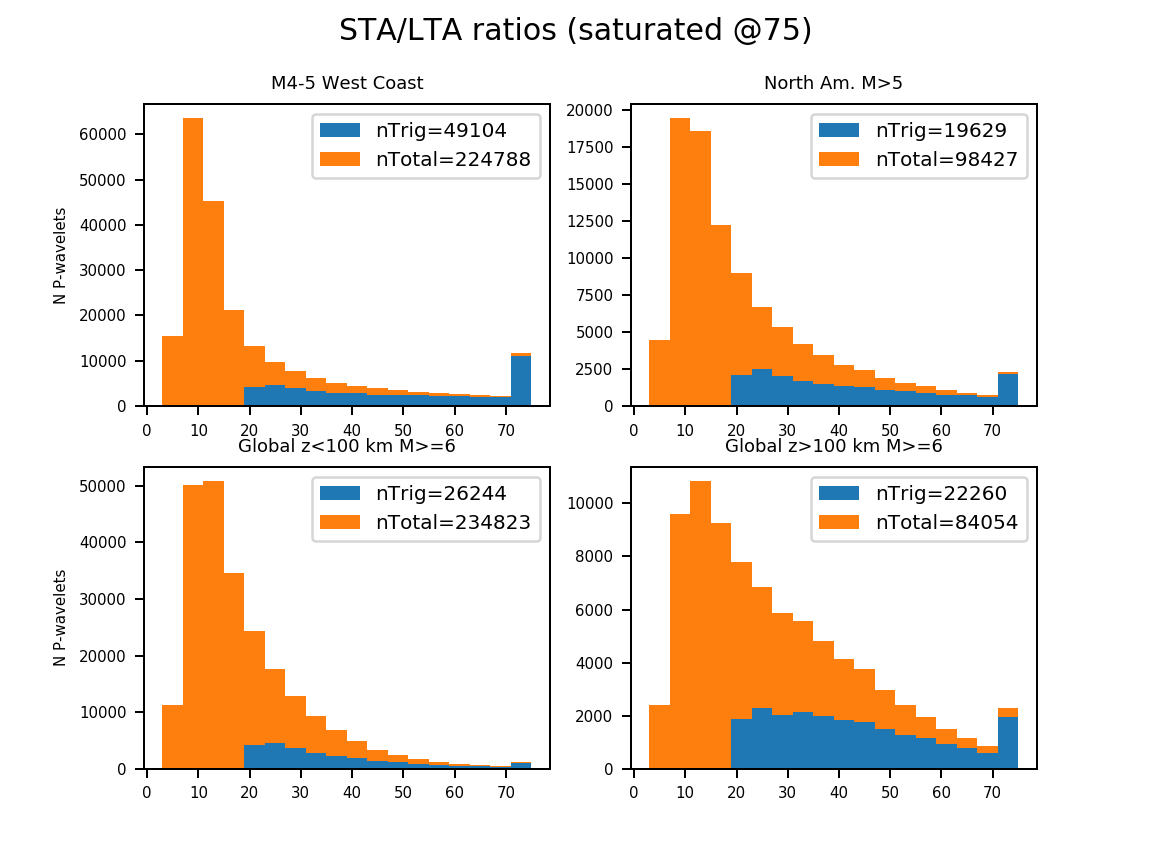 STA/LTA ratios (saturated @75)
M4-5 West Coast
North Am. M>5
nTrig=49104
nTotal=224788
nTrig=19629
nTotal=98427
N P-wavelets
60000
50000
40000
30000
20000
10000
0
0 10 20 30 40 50 60 70
20000
17500
15000
12500
10000
7500
5000
2500
0
0 10 20 30 40 50 60 70
Global z<100 km M>=6
Global z>100 km M>=6
nTrig=26244
nTotal=234823
nTrig=22260
nTotal=84054
N P-wavelets
50000
40000
30000
20000
10000
0
0 10 20 30 40 50 60 70
10000
8000
6000
4000
2000
0
0 10 20 30 40 50 60 70